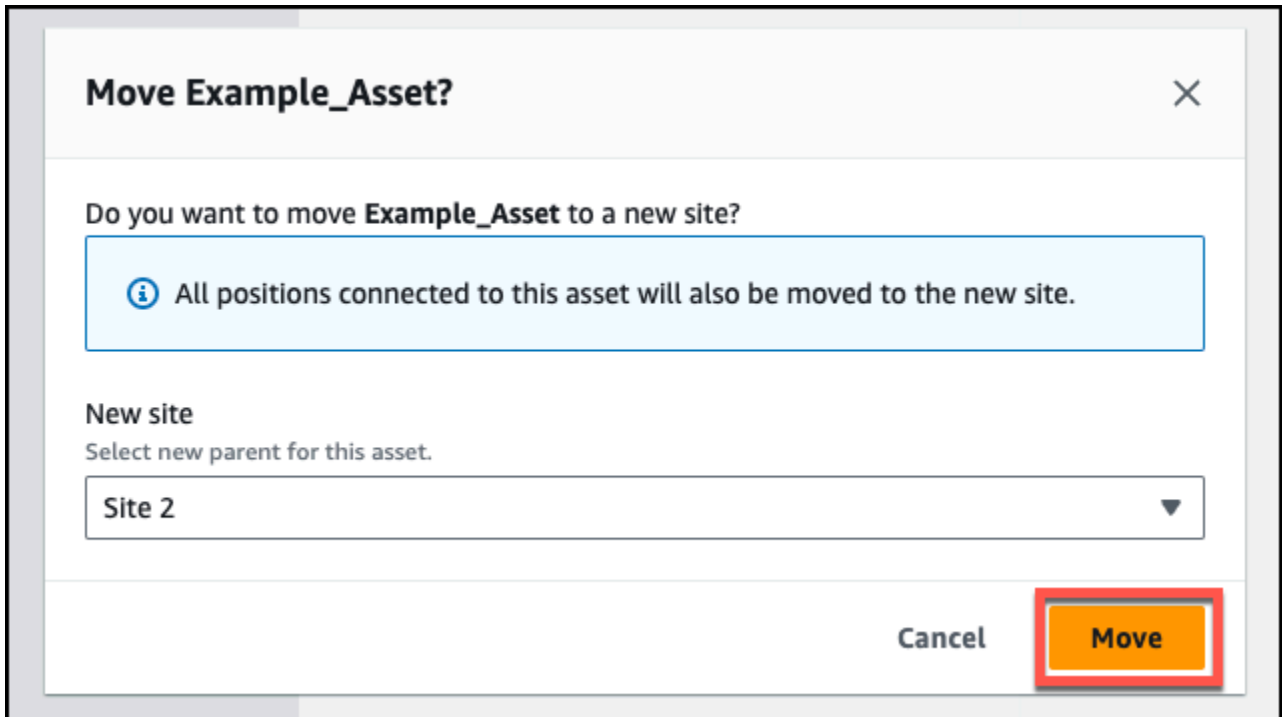 Move Example_Asset?
Do you want to move Example_Asset to a new site?
All positions connected to this asset will also be moved to the new site.
New site
Select new parent for this asset.
Site 2
Cancel
Move